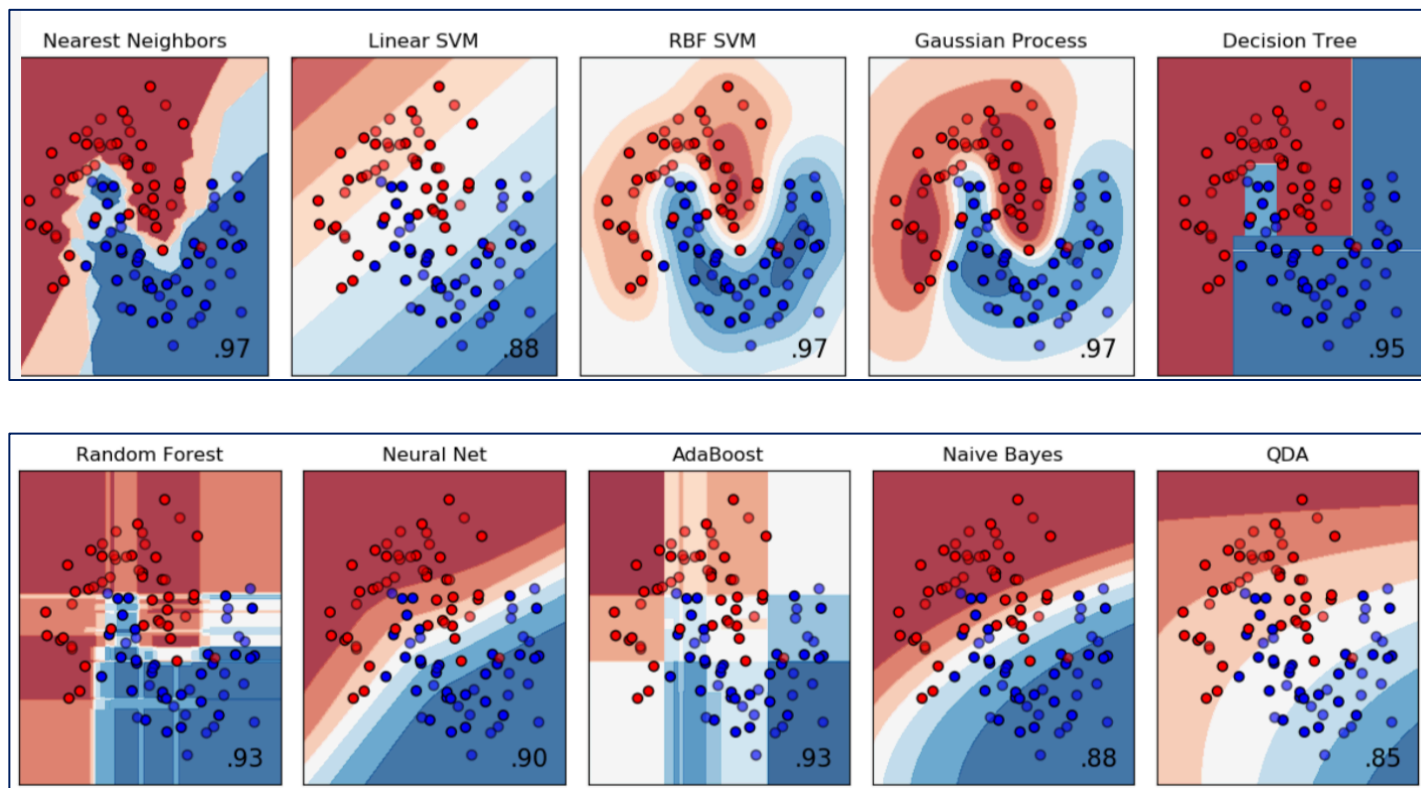 Nearest Neighbors
Linear SVM
RBF SVM
Gaussian Process
Decision Tree
.97
.88
.97
.97
.95
Random Forest
Neural Net
AdaBoost
Naive Bayes
QDA
.93
.90
.93
.88
.85